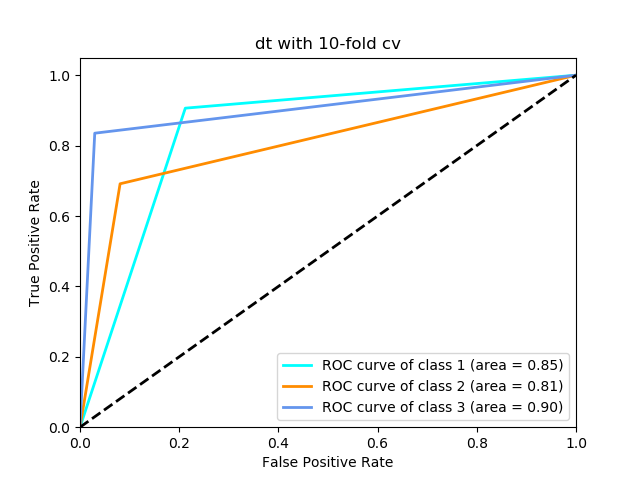 dt with 10-fold cv
True Positive Rate
1.0
0.8
0.6
0.4
0.2
0.0
ROC curve of class 1 (area = 0.85)
ROC curve of class 2 (area = 0.81)
ROC curve of class 3 (area = 0.90)
0.0 0.2 0.4 0.6 0.8 1.0
False Positive Rate